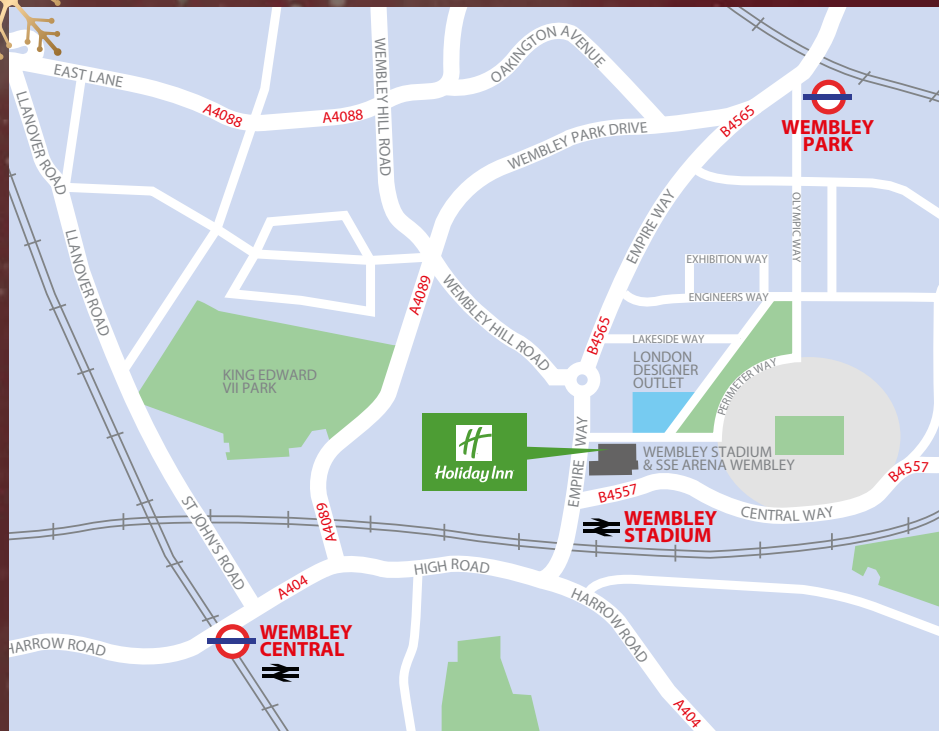 EAST LANE
A4088
A4088
WEMBLEY HILL ROAD
OAKINGTON AVENUE
WEMBLEY PARK DRIVE
B4565
WEMBLEY
PARK
LLANOVER ROAD
LLANOVER ROAD
EMPIRE WAY
OLYMPIC WAY
EXHIBITION WAY
ENGINEERS WAY
A4089
WEMBLEY HILL ROAD
B4565
LAKESIDE WAY
LONDON
DESIGNER
OUTLET
PERIMETER WAY
KING EDWARD
VII PARK
Holiday Inn
EMPIRE WAY
WEMBLEY STADIUM
& SSE ARENA WEMBLEY
B4557
B4557
CENTRAL WAY
WEMBLEY
STADIUM
ST JOHN'S ROAD
A4089
A404
HIGH ROAD
HARROW ROAD
WEMBLEY
CENTRAL
HARROW ROAD
A404